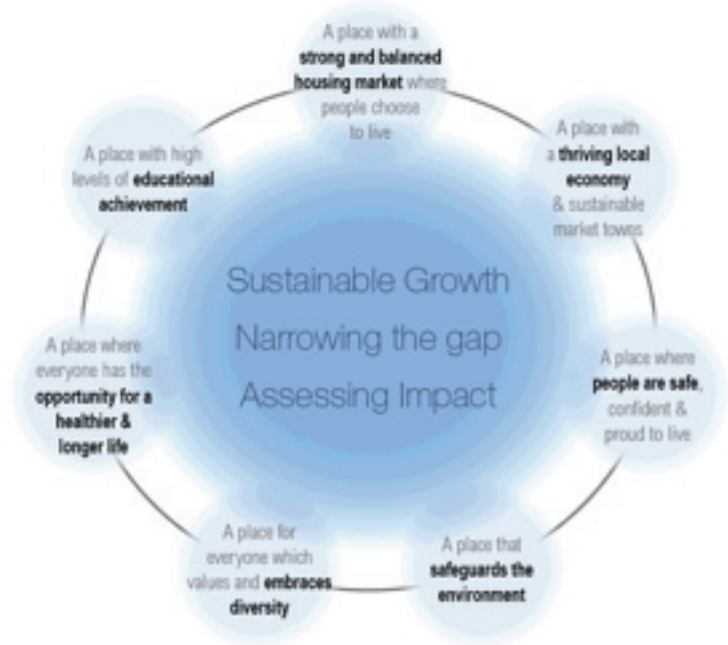 A place with a
strong and balanced
housing market where
people choose
to live
A place with
a thriving local
economy
& sustainable
market towns
A place where
people are safe,
confident &
proud to live
A place that
safeguards the
environment
A place for
everyone which
values and embraces
diversity
A place where
everyone has the
opportunity for a
healthier &
longer life
A place with high
levels of educational
achievement
Sustainable Growth
Narrowing the gap
Assessing Impact